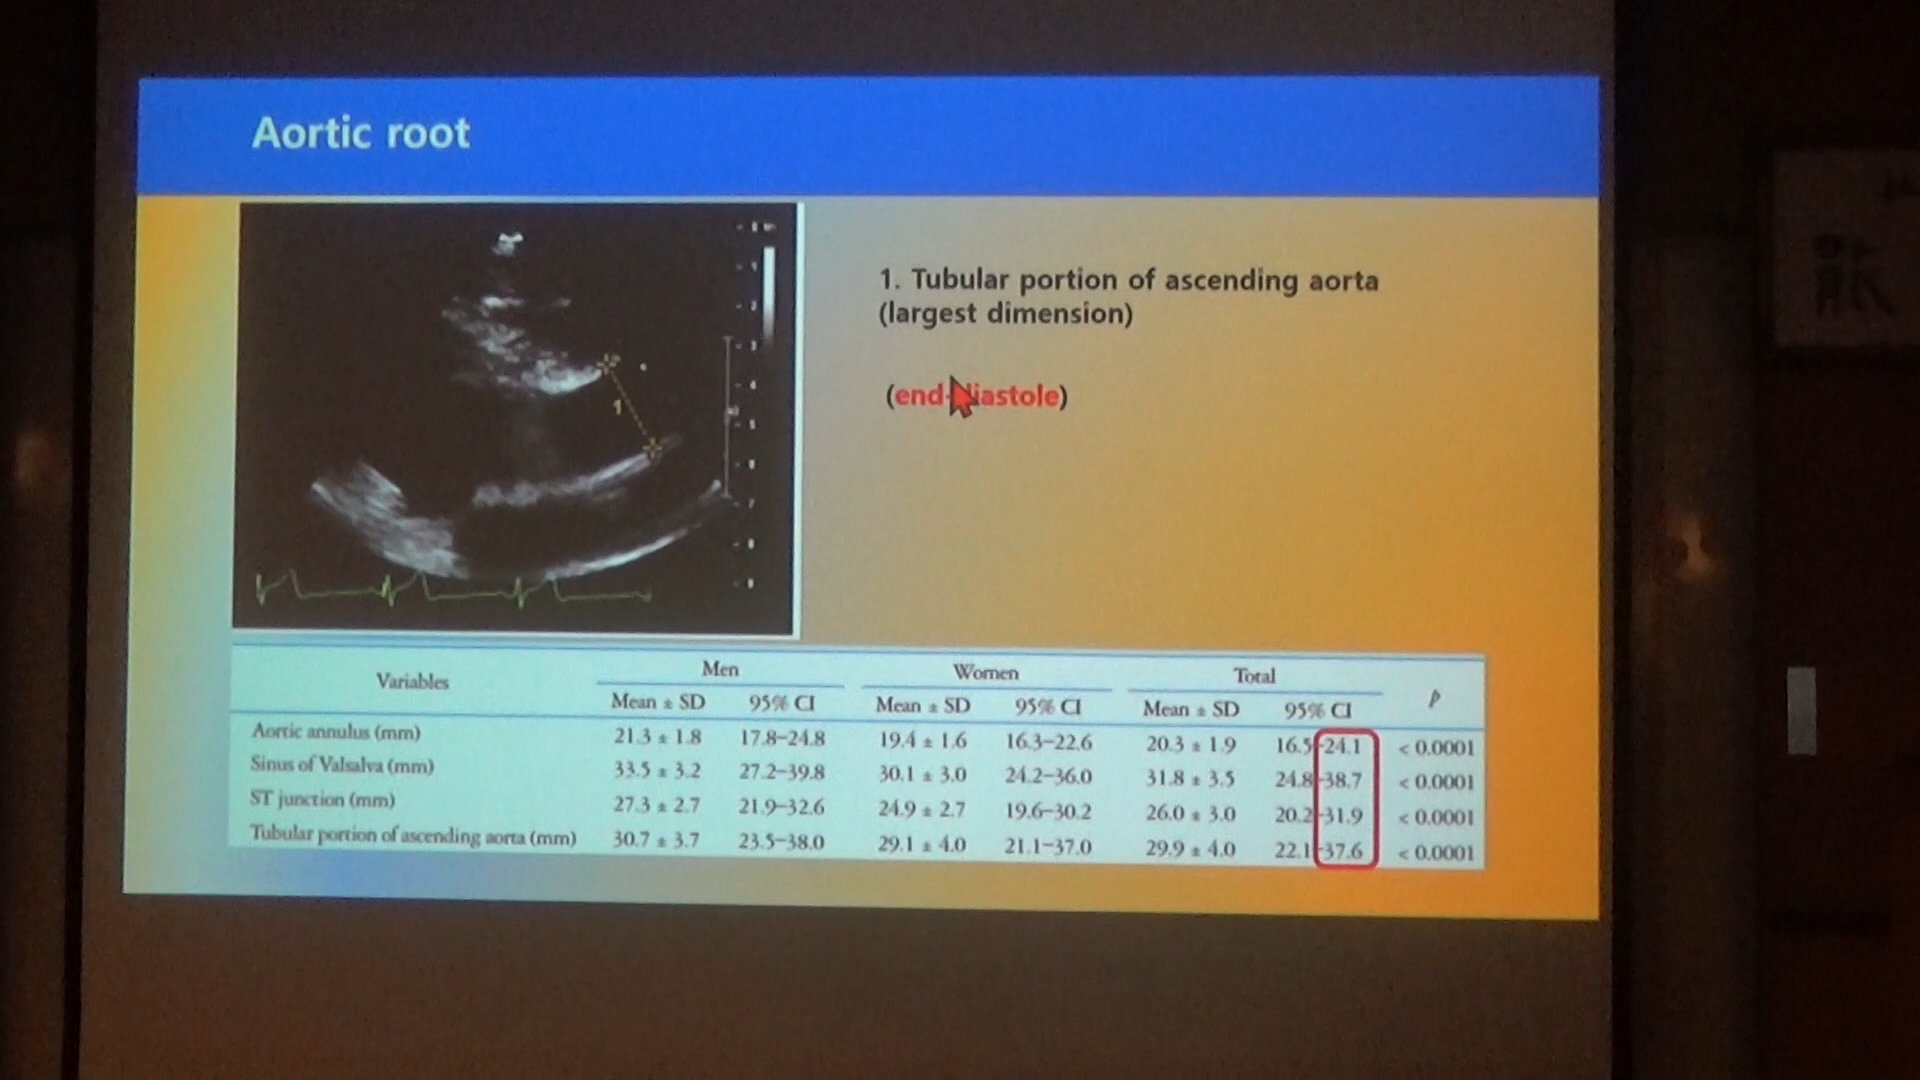 Aortic root
1. Tubular portion of ascending aorta
(largest dimension)
(end-diastole)
1
Variables Men Women Total P
Mean ± SD 95% CI Mean ± SD 95% CI Mean ± SD 95% CI
Aortic annulus (mm) 21.3 ± 1.8 17.8–24.8 19.4 ± 1.6 16.3–22.6 20.3 ± 1.9 16.5–24.1 < 0.0001
Sinus of Valsalva (mm) 33.5 ± 3.2 27.2–39.8 30.1 ± 3.0 24.2–36.0 31.8 ± 3.5 24.8–38.7 < 0.0001
ST junction (mm) 27.3 ± 2.7 21.9–32.6 24.9 ± 2.7 19.6–30.2 26.0 ± 3.0 20.2–31.9 < 0.0001
Tubular portion of ascending aorta (mm) 30.7 ± 3.7 23.5–38.0 29.1 ± 4.0 21.1–37.0 29.9 ± 4.0 22.1–37.6 < 0.0001